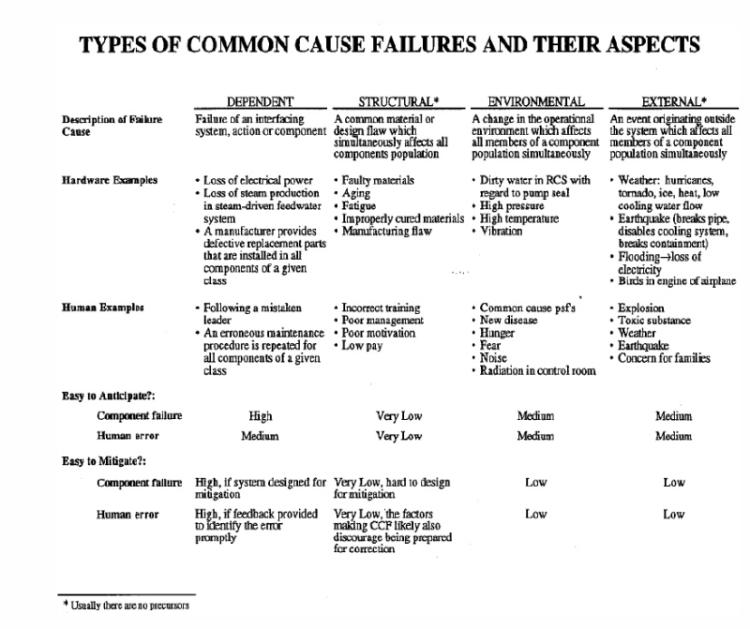 TYPES OF COMMON CAUSE FAILURES AND THEIR ASPECTS
DEPENDENT STRUCTURAL* ENVIRONMENTAL EXTERNAL*
Description of Failure Failure of an interfacing A common material or A change in the operational An event originating outside
Cause system, action or component design flaw which environment which affects the system which affects all
simultaneously affects all all members of a component members of a component
components population population simultaneously population simultaneously
Hardware Examples • Loss of electrical power • Faulty materials • Dirty water in RCS with • Weather: hurricanes,
• Loss of steam production • Aging regard to pump seal tornado, ice, heat, low
in steam-driven feedwater • Fatigue • High pressure cooling water flow
system • Improperly cured materials • High temperature • Earthquake (breaks pipe,
• A manufacturer provides • Manufacturing flaw • Vibration disables cooling system,
defective replacement parts breaks containment)
that are installed in all • Flooding→loss of
components of a given electricity
class • Birds in engine of airplane
Human Examples • Following a mistaken • Incorrect training • Common cause psf's • Explosion
leader • Poor management • New disease • Toxic substance
• An erroneous maintenance • Poor motivation • Hunger • Weather
procedure is repeated for • Low pay • Fear • Earthquake
all components of a given • Noise • Concern for families
class • Radiation in control room
Easy to Anticipate?:
Component failure High Very Low Medium Medium
Human error Medium Very Low Medium Medium
Easy to Mitigate?:
Component failure High, if system designed for Very Low, hard to design Low Low
mitigation for mitigation
Human error High, if feedback provided Very Low, the factors Low Low
to identify the error making CCF likely also
promptly discourage being prepared
for correction
* Usually there are no precursors